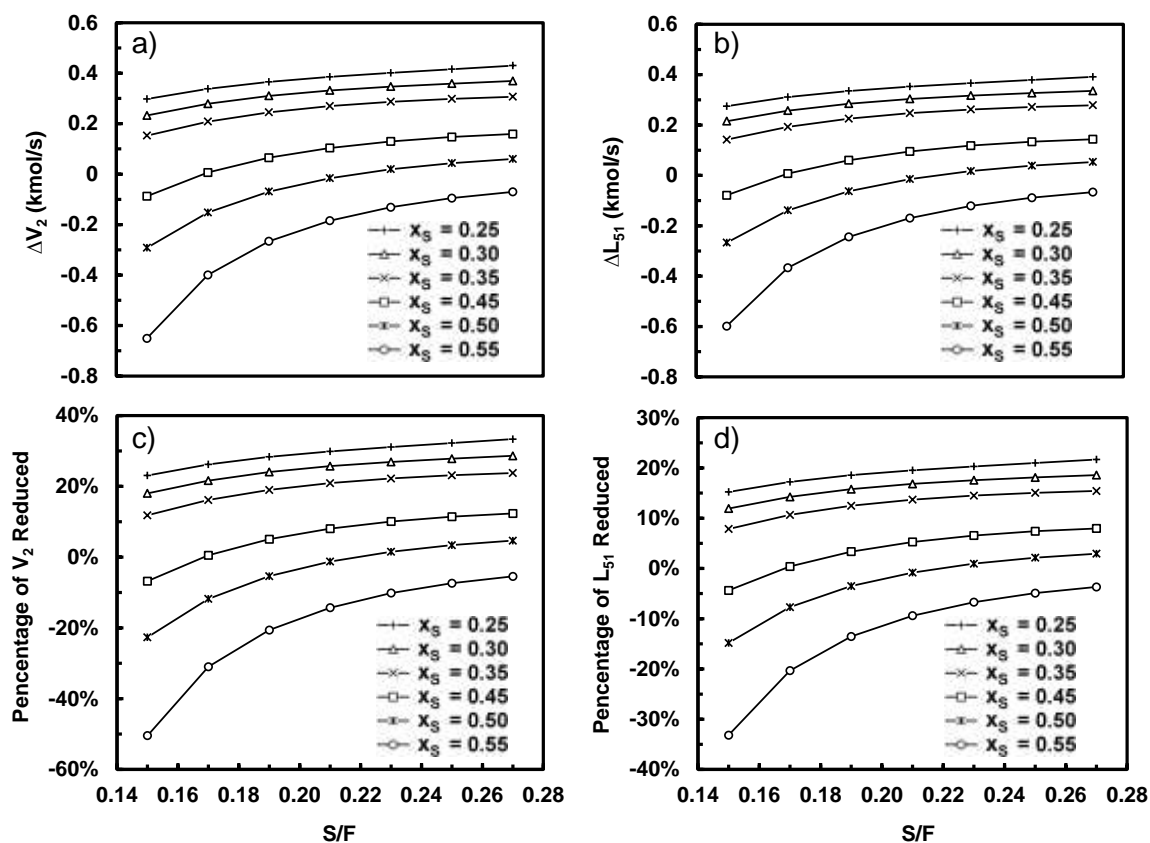 a)
0.6
0.4
0.2
0
-0.2
-0.4
-0.6
-0.8
ΔV2 (kmol/s)
xS = 0.25
xS = 0.30
xS = 0.35
xS = 0.45
xS = 0.50
xS = 0.55
b)
0.6
0.4
0.2
0
-0.2
-0.4
-0.6
-0.8
ΔL51 (kmol/s)
xS = 0.25
xS = 0.30
xS = 0.35
xS = 0.45
xS = 0.50
xS = 0.55
c)
40%
20%
0%
-20%
-40%
-60%
Pencentage of V2 Reduced
xS = 0.25
xS = 0.30
xS = 0.35
xS = 0.45
xS = 0.50
xS = 0.55
0.14 0.16 0.18 0.20 0.22 0.24 0.26 0.28
S/F
d)
30%
20%
10%
0%
-10%
-20%
-30%
-40%
Pencentage of L51 Reduced
xS = 0.25
xS = 0.30
xS = 0.35
xS = 0.45
xS = 0.50
xS = 0.55
0.14 0.16 0.18 0.20 0.22 0.24 0.26 0.28
S/F